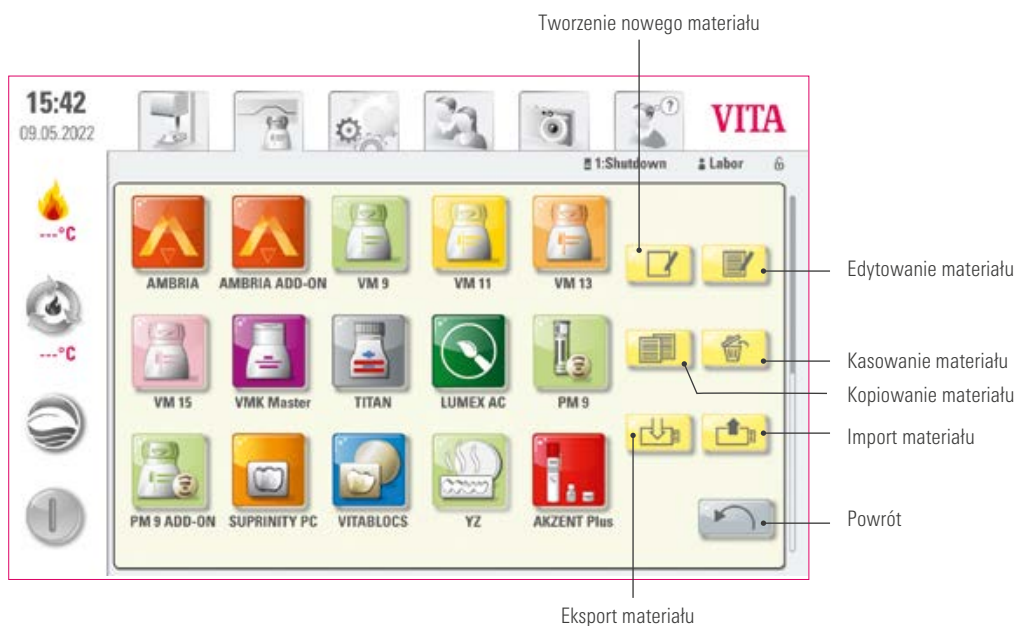 Tworzenie nowego materiału
15:42
09.05.2022
?
VITA
1:Shutdown
Labor
---°C
---°C
AMBRIA
AMBRIA ADD-ON
VM 9
VM 11
VM 13
Edytowanie materiału
VM 15
VMK Master
TITAN
LUMEX AC
PM 9
Kasowanie materiału
Kopiowanie materiału
Import materiału
PM 9 ADD-ON
SUPRINITY PC
VITABLOCS
YZ
AKZENT Plus
Powrót
Eksport materiału